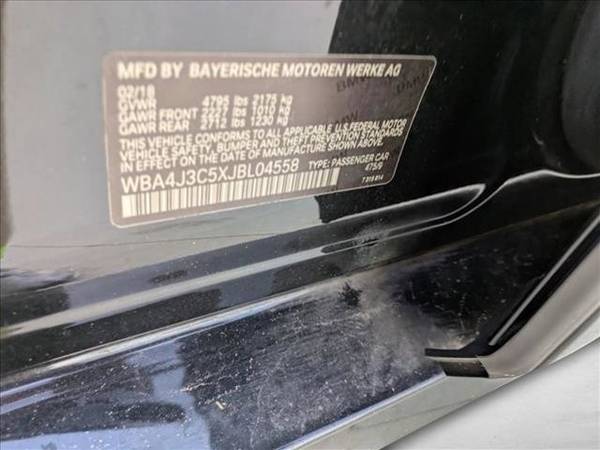 MFD BY BAYERISCHE MOTOREN WERKE AG
02/18
GVWR 4795 lbs 2175 kg
GAWR FRONT 2227 lbs 1010 kg
GAWR REAR 2712 lbs 1230 kg
THIS VEHICLE CONFORMS TO ALL APPLICABLE U.S. FEDERAL MOTOR
VEHICLE SAFETY, BUMPER AND THEFT PREVENTION STANDARDS IN EFFECT
ON THE DATE OF MANUFACTURE SHOWN ABOVE.
WBA4J3C5XJBL04558 TYPE: PASSENGER CAR
475/9